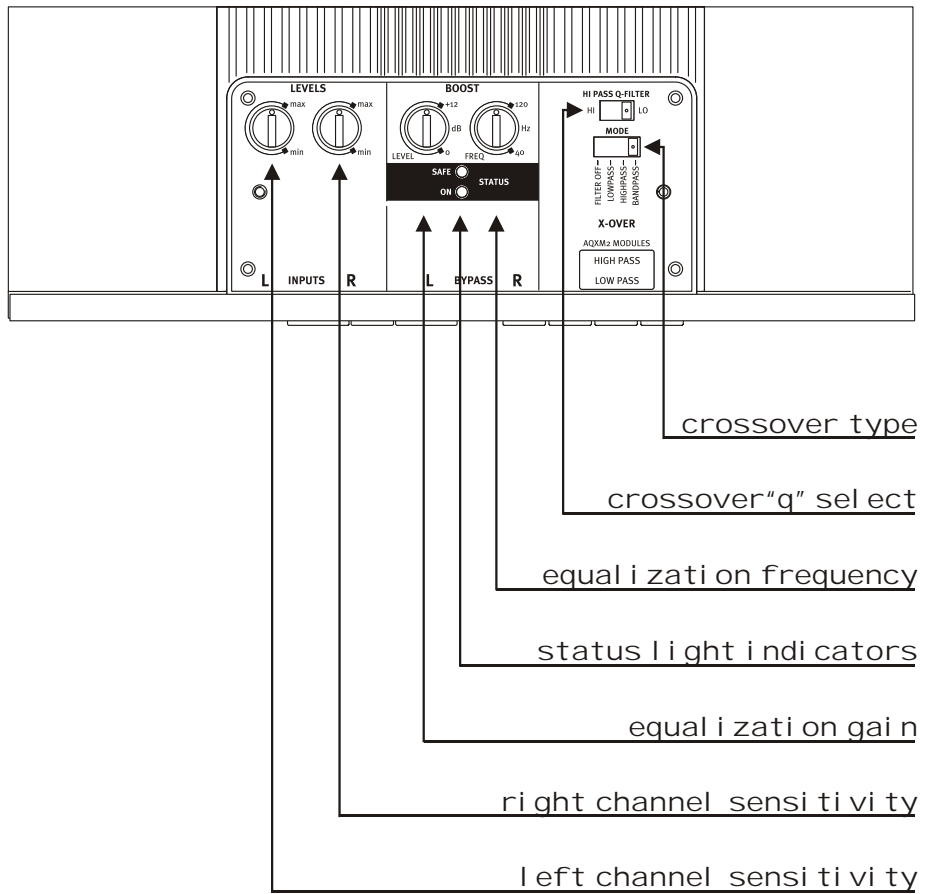 LEVELS
max
min
max
min
L INPUTS R
BOOST
+12
dB
0
LEVEL
120
Hz
40
FREQ
SAFE
ON
STATUS
L BYPASS R
HI PASS Q-FILTER
HI
LO
MODE
FILTER OFF
LOWPASS
HIGHPASS
BANDPASS
X-OVER
AQXM2 MODULES
HIGH PASS
LOW PASS
crossover type
crossover"q" select
equalization frequency
status light indicators
equalization gain
right channel sensitivity
left channel sensitivity